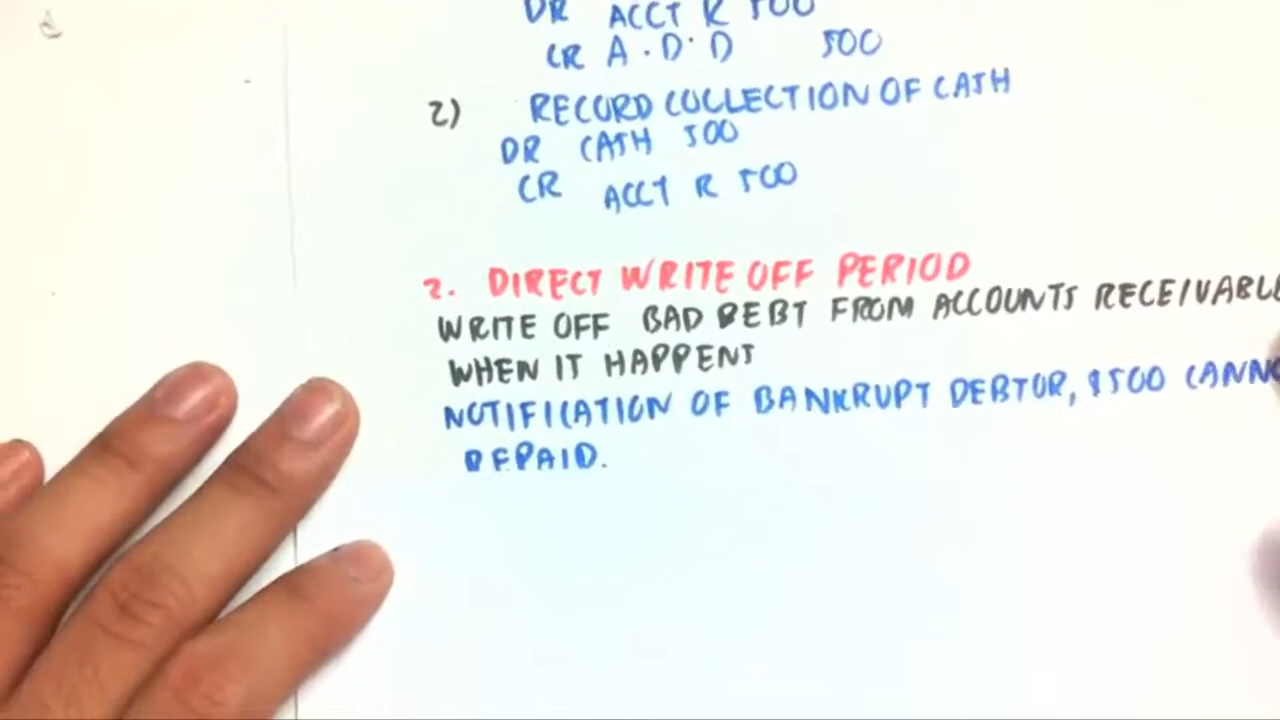 DR ACCT R 500
CR A.D.D 500
2) RECORD COLLECTION OF CASH
DR CASH 500
CR ACCT R 500
2. DIRECT WRITE OFF PERIOD
WRITE OFF BAD DEBT FROM ACCOUNTS RECEIVABLE
WHEN IT HAPPENS
NOTIFICATION OF BANKRUPT DEBTOR, $500 CANNO
REPAID.